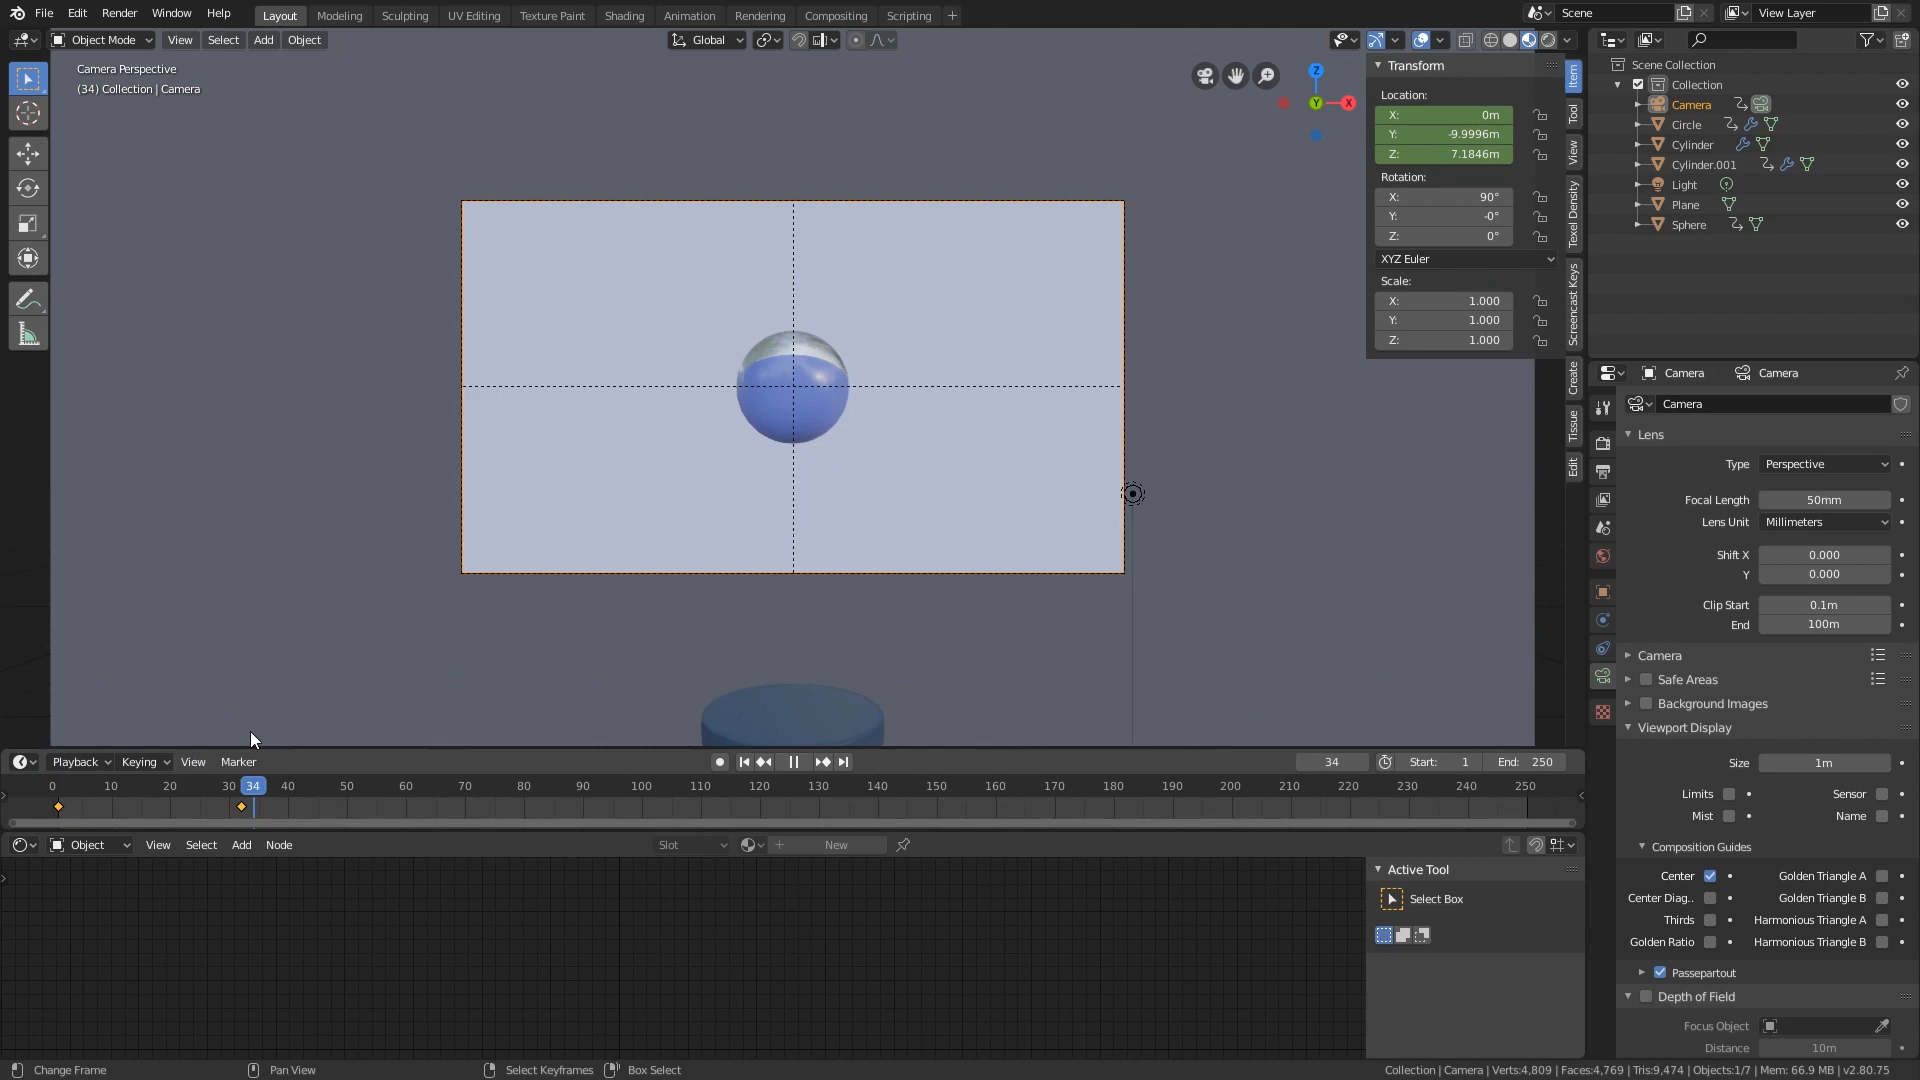 File Edit Render Window Help Layout Modeling Sculpting UV Editing Texture Paint Shading Animation Rendering Compositing Scripting + Scene View Layer
Object Mode View Select Add Object Global
Camera Perspective
(34) Collection | Camera
Z
Y
X
Transform
Location:
X: 0m
Y: -9.9996m
Z: 7.1846m
Rotation:
X: 90°
Y: -0°
Z: 0°
XYZ Euler
Scale:
X: 1.000
Y: 1.000
Z: 1.000
Item
Tool
View
Texel Density
Screencast Keys
Create
Tissue
Edit
Scene Collection
Collection
Camera
Circle
Cylinder
Cylinder.001
Light
Plane
Sphere
Camera Camera
Camera
Lens
Type Perspective
Focal Length 50mm
Lens Unit Millimeters
Shift X 0.000
Y 0.000
Clip Start 0.1m
End 100m
Camera
Safe Areas
Background Images
Viewport Display
Size 1m
Limits Sensor
Mist Name
Composition Guides
Center Golden Triangle A
Center Diag.. Golden Triangle B
Thirds Harmonious Triangle A
Golden Ratio Harmonious Triangle B
Passepartout
Depth of Field
Focus Object
Distance 10m
Playback Keying View Marker 34 Start: 1 End: 250
0 10 20 30 34 40 50 60 70 80 90 100 110 120 130 140 150 160 170 180 190 200 210 220 230 240 250
Object View Select Add Node Slot + New
Active Tool
Select Box
Change Frame Pan View Select Keyframes Box Select Collection | Camera | Verts:4,809 | Faces:4,769 | Tris:9,474 | Objects:1/7 | Mem: 66.9 MB | v2.80.75